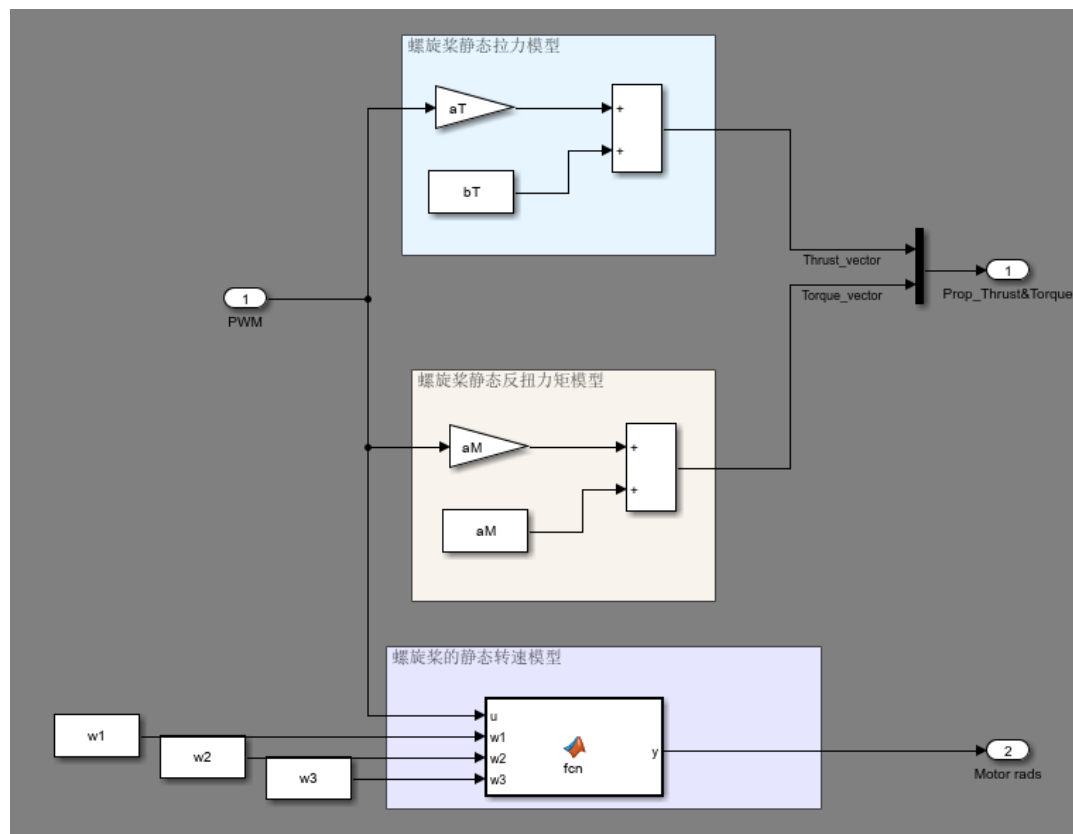 螺旋桨静态拉力模型
aT
+
+
bT
Thrust_vector
1
PWM
Torque_vector
1
Prop_Thrust&Torque
螺旋桨静态反扭力矩模型
aM
+
+
aM
螺旋桨的静态转速模型
w1
w2
w3
u
w1
w2
w3
fcn
y
2
Motor rads